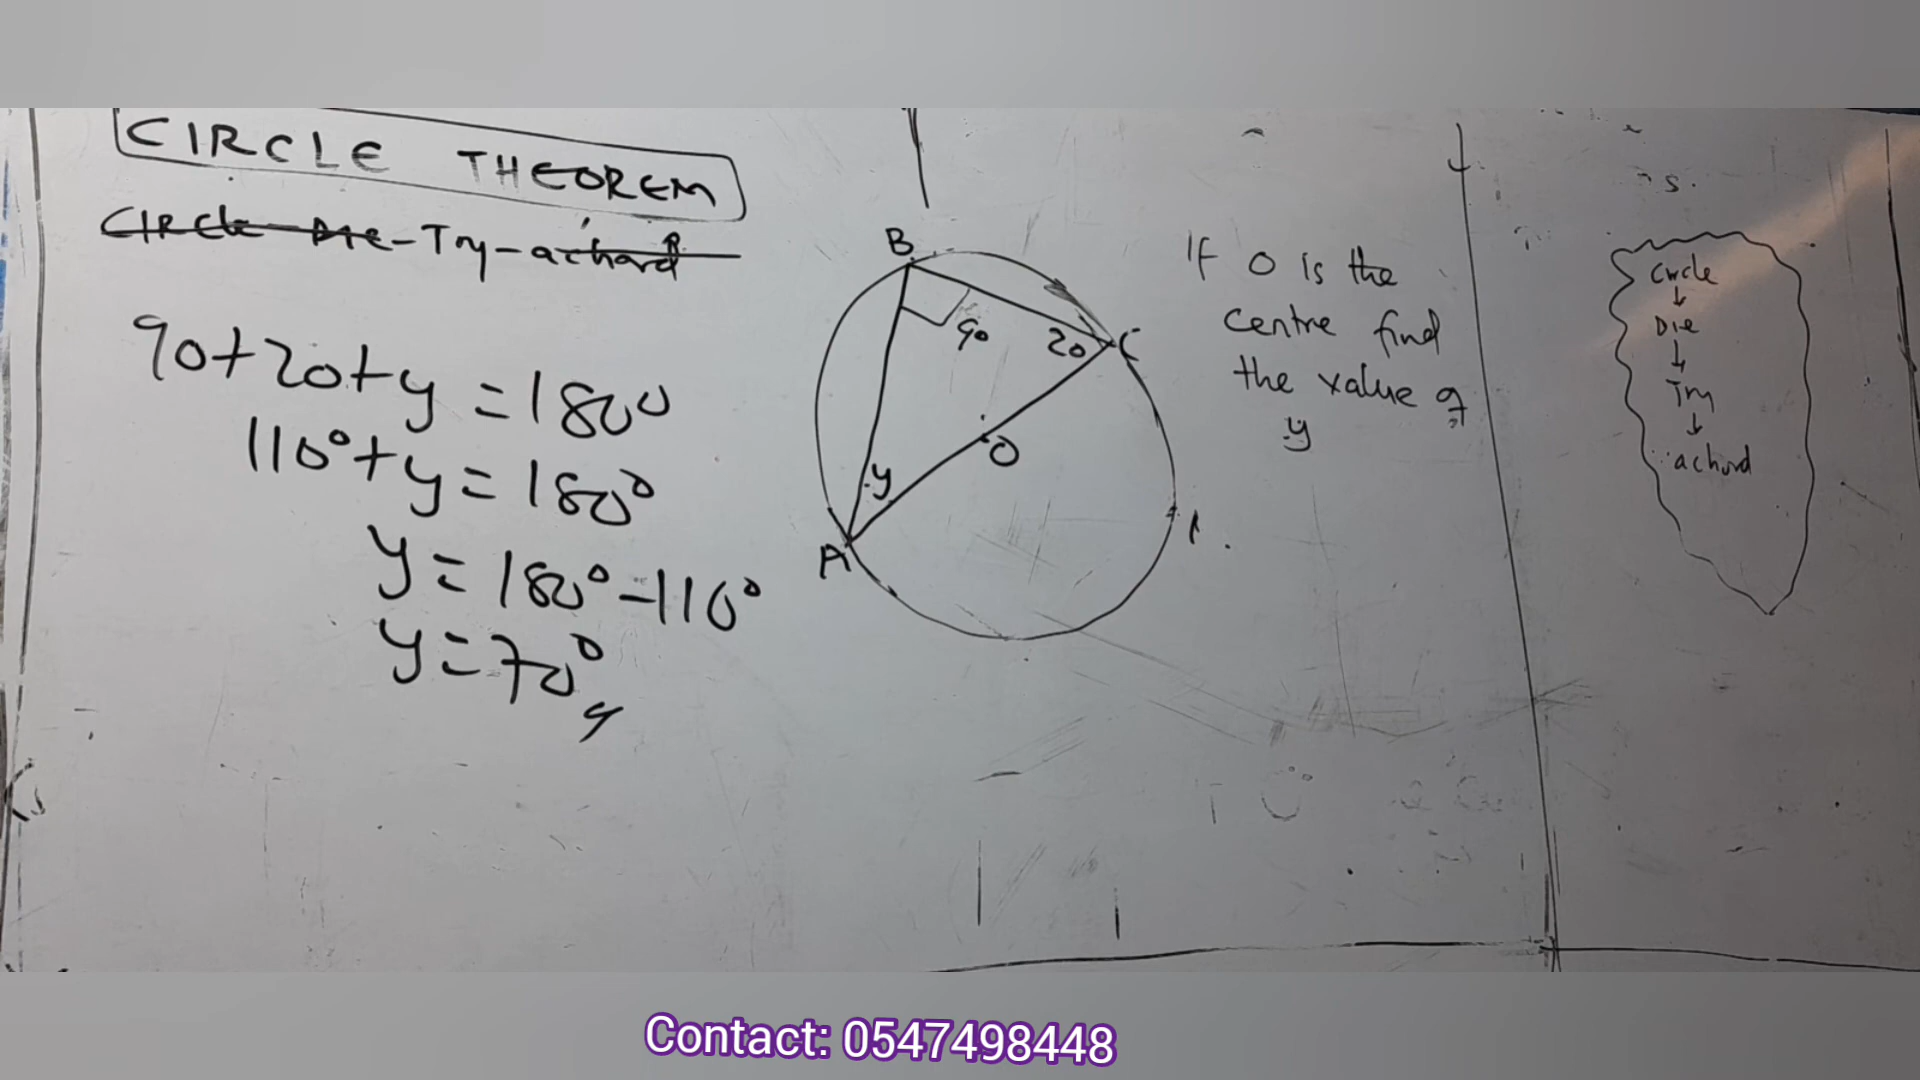 CIRCLE THEOREM
CIRCle - Die - Try - achord
90+20+y = 180°
110°+y = 180°
y = 180° - 110°
y = 70°
B
90
20
C
y
O
A
If O is the
centre find
the value of
y
Circle
↓
Die
↓
Try
↓
achord
Contact: 0547498448